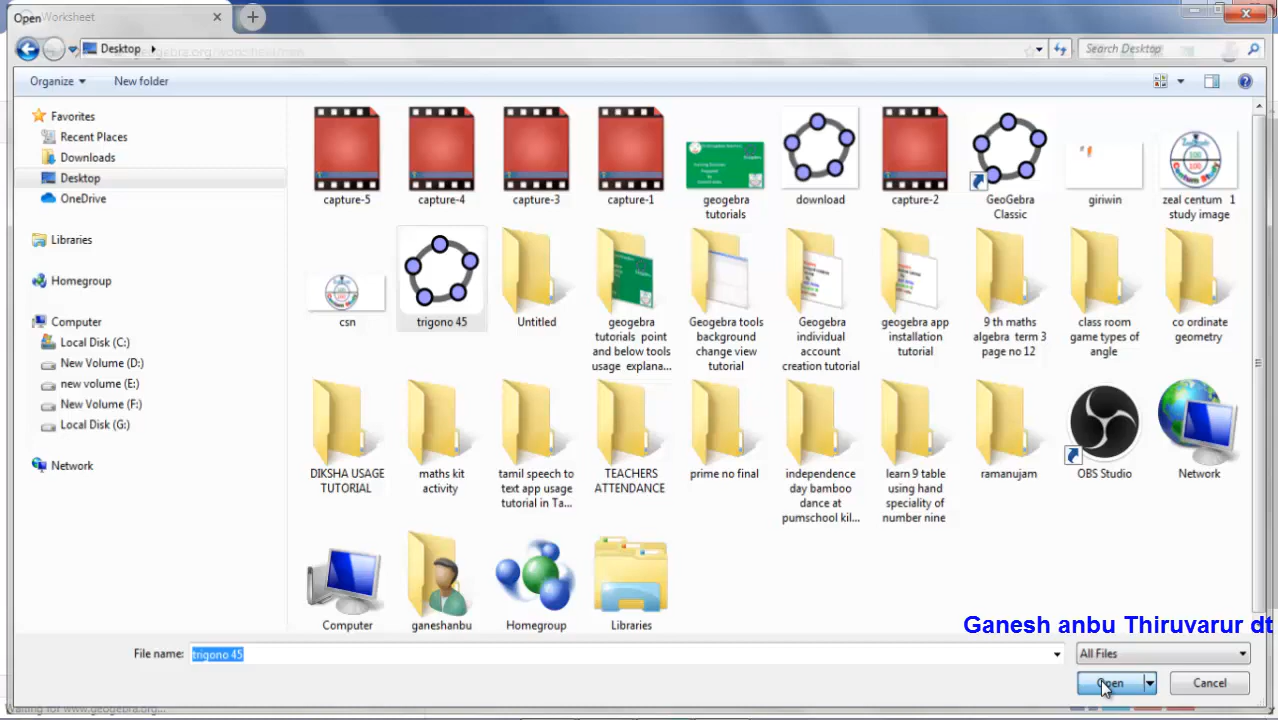 Open
Worksheet
Desktop
Search Desktop
Organize
New folder
Favorites
Recent Places
Downloads
Desktop
OneDrive
Libraries
Homegroup
Computer
Local Disk (C:)
New Volume (D:)
new volume (E:)
New Volume (F:)
Local Disk (G:)
Network
capture-5
capture-4
capture-3
capture-1
geogebra
tutorials
download
capture-2
GeoGebra
Classic
giriwin
zeal centum 1
study image
csn
trigono 45
Untitled
geogebra
tutorials point
and below tools
usage explana...
Geogebra tools
background
change view
tutorial
Geogebra
individual
account
creation tutorial
geogebra app
installation
tutorial
9 th maths
algebra term 3
page no 12
class room
game types of
angle
co ordinate
geometry
DIKSHA USAGE
TUTORIAL
maths kit
activity
tamil speech to
text app usage
tutorial in Ta...
TEACHERS
ATTENDANCE
prime no final
independence
day bamboo
dance at
pumschool kil...
learn 9 table
using hand
speciality of
number nine
ramanujam
OBS Studio
Network
Computer
ganeshanbu
Homegroup
Libraries
Ganesh anbu Thiruvarur dt
File name:
trigono 45
All Files
Open
Cancel
Waiting for www.geogebra.org...